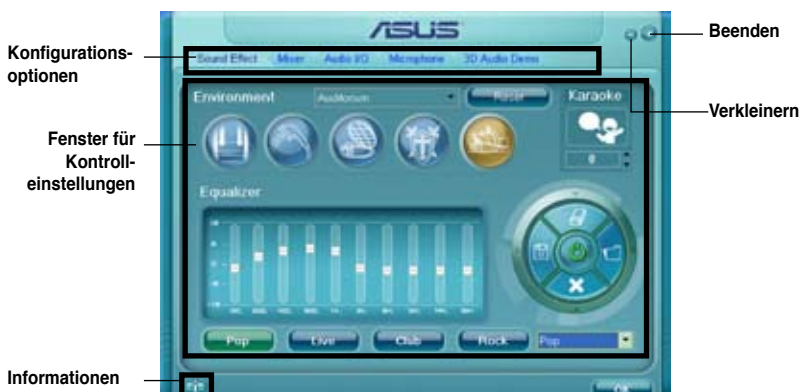 ASUS
Beenden
Konfigurations-
optionen
Sound Effect Mixer Audio I/O Microphone 3D Audio Demo
Verkleinern
Environment Auditorium Reset Karaoke
0
Fenster für
Kontroll-
einstellungen
Equalizer
Pop Live Club Rock Pop
Informationen
OK